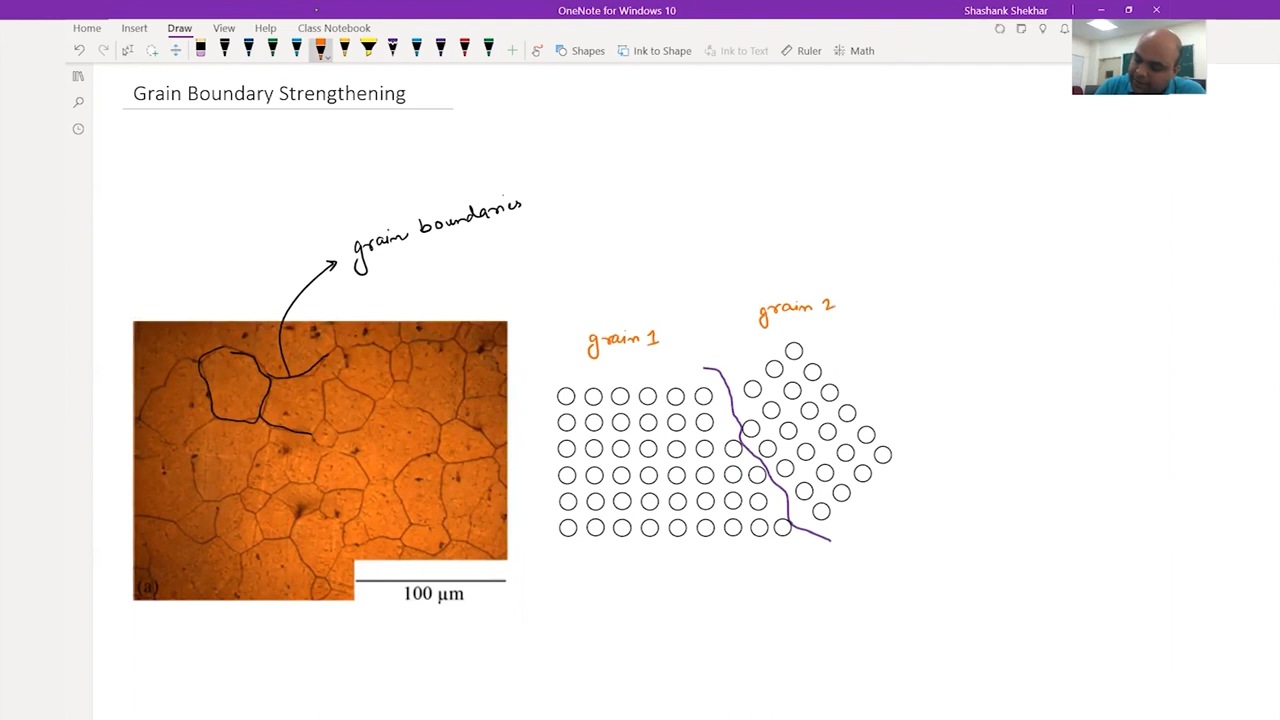 OneNote for Windows 10
Shashank Shekhar
Home Insert Draw View Help Class Notebook
Shapes Ink to Shape Ink to Text Ruler Math
Grain Boundary Strengthening
grain boundaries
grain 1
grain 2
(a)
100 µm